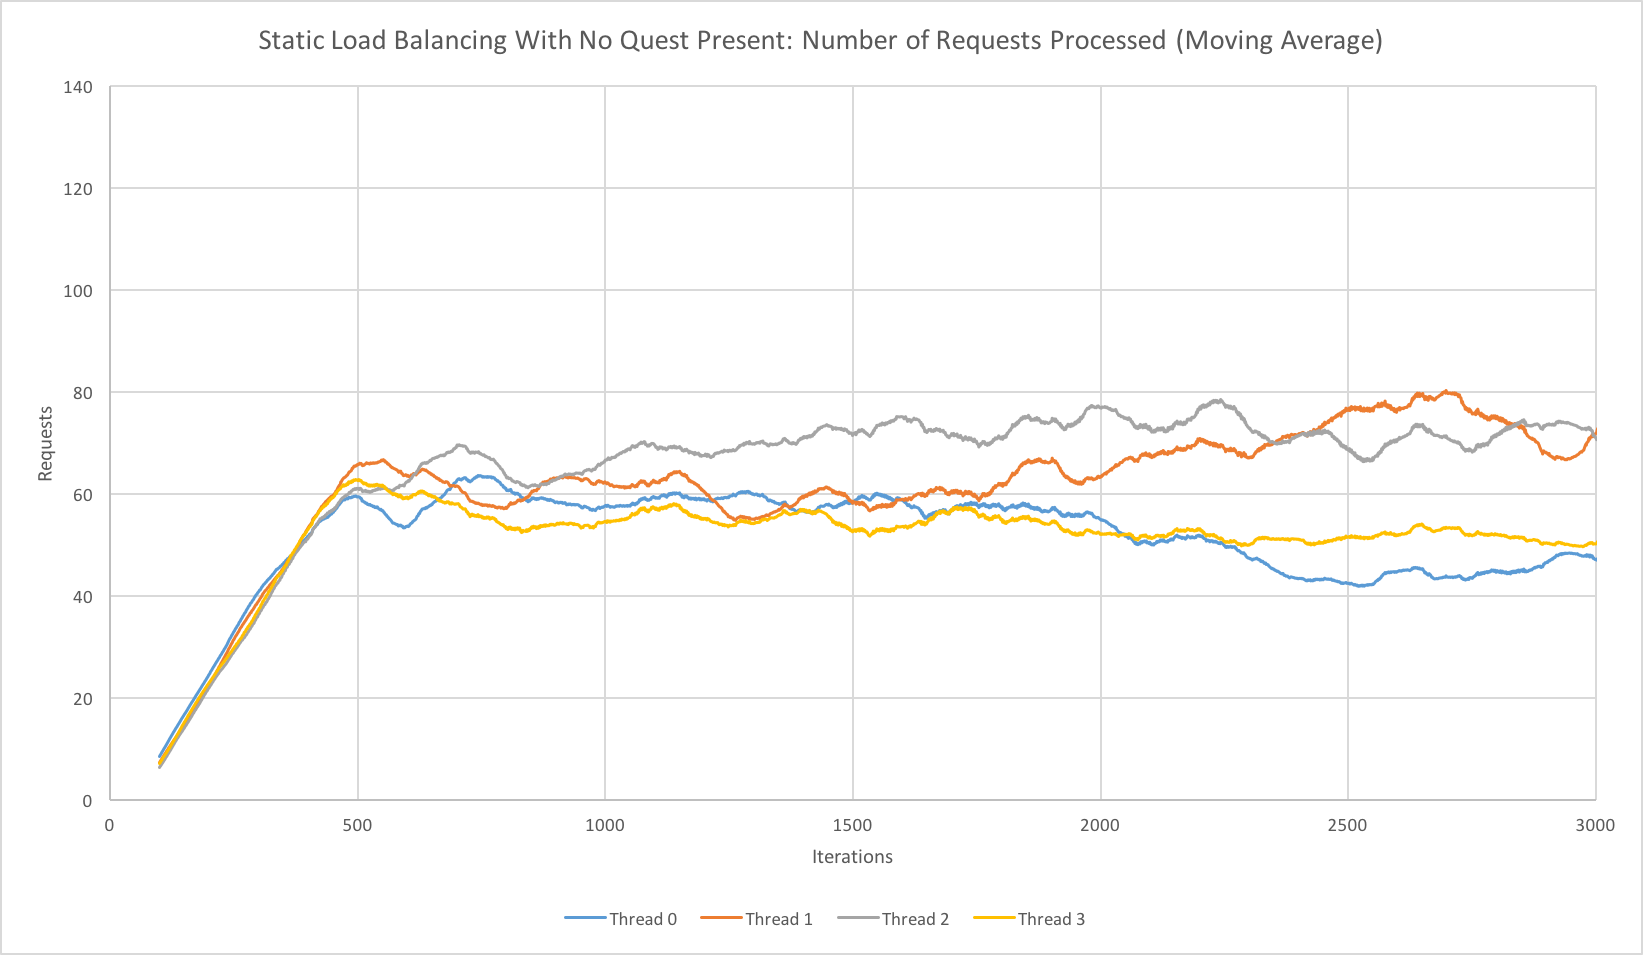 Static Load Balancing With No Quest Present: Number of Requests Processed (Moving Average)
140
120
100
80
60
40
20
0
Requests
0 500 1000 1500 2000 2500 3000
Iterations
Thread 0 Thread 1 Thread 2 Thread 3